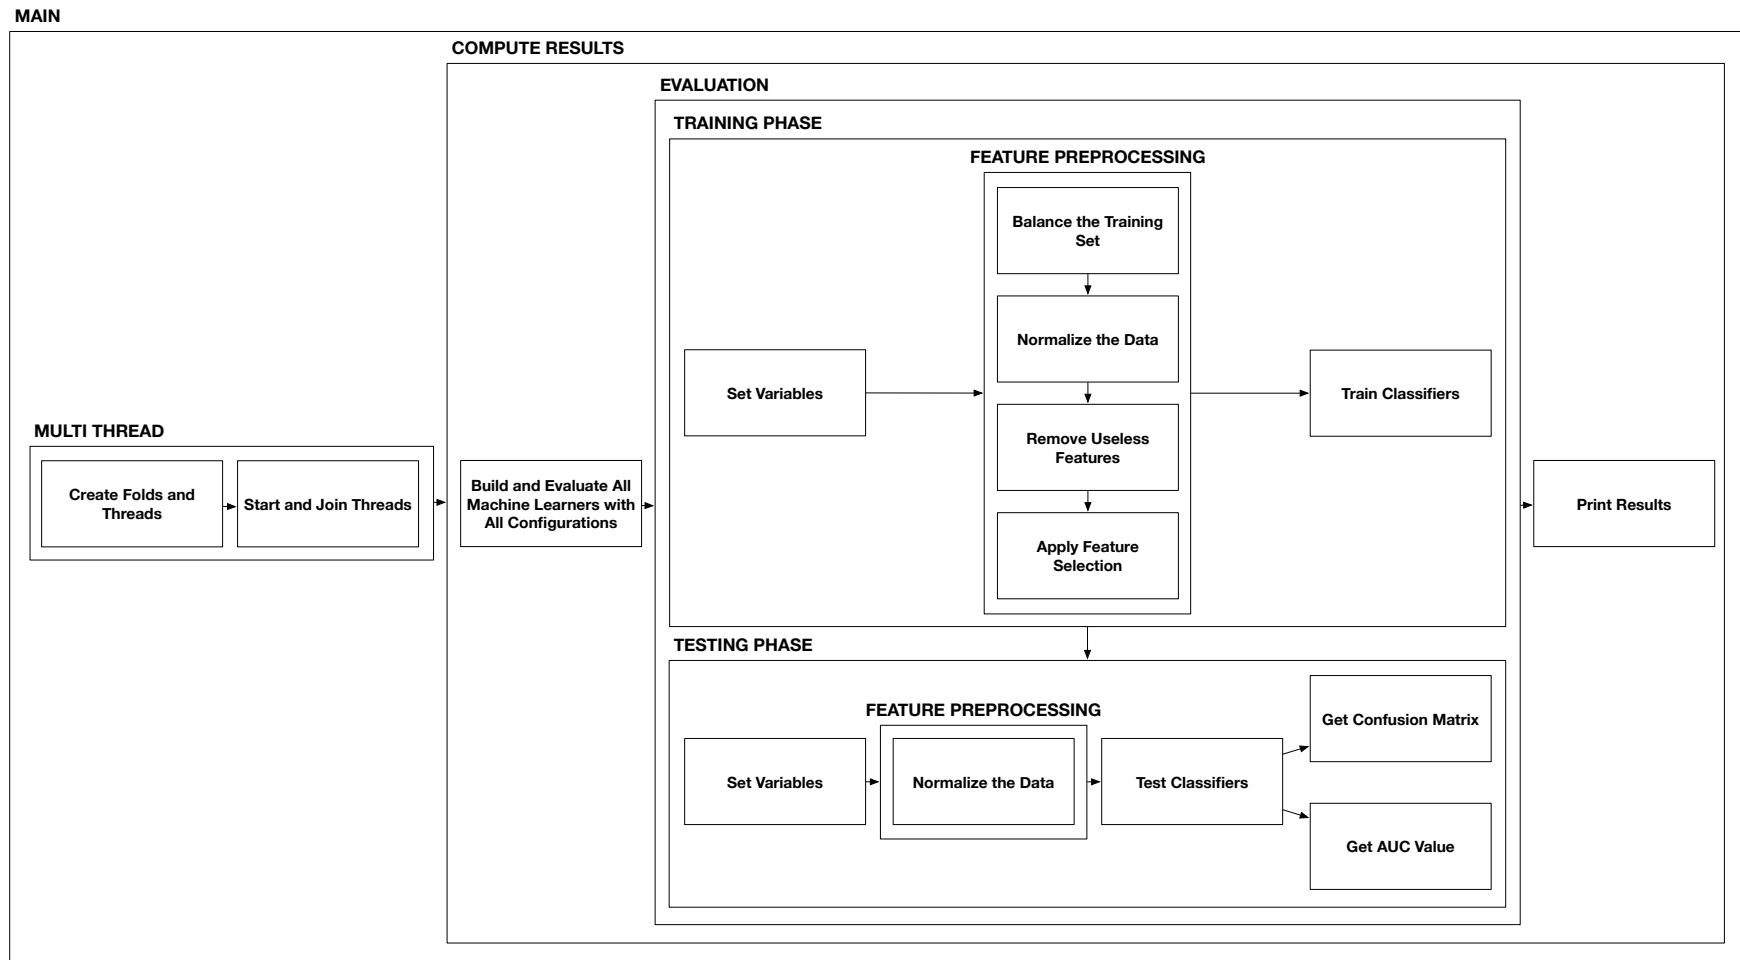 MAIN
COMPUTE RESULTS
EVALUATION
TRAINING PHASE
FEATURE PREPROCESSING
Balance the Training
Set
Normalize the Data
Set Variables
Train Classifiers
Remove Useless
Features
Apply Feature
Selection
MULTI THREAD
Create Folds and
Threads
Start and Join Threads
Build and Evaluate All
Machine Learners with
All Configurations
Print Results
TESTING PHASE
FEATURE PREPROCESSING
Set Variables
Normalize the Data
Test Classifiers
Get Confusion Matrix
Get AUC Value